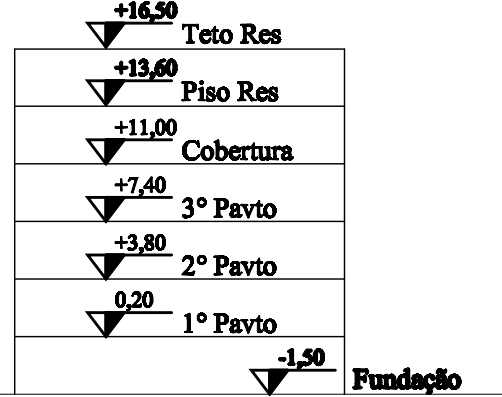 +16,50
Teto Res
+13,60
Piso Res
+11,00
Cobertura
+7,40
3° Pavto
+3,80
2° Pavto
0,20
1° Pavto
-1,50
Fundação